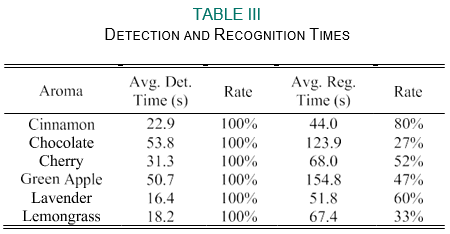 TABLE III
DETECTION AND RECOGNITION TIMES
Aroma Avg. Det. Time (s) Rate Avg. Reg. Time (s) Rate
Cinnamon 22.9 100% 44.0 80%
Chocolate 53.8 100% 123.9 27%
Cherry 31.3 100% 68.0 52%
Green Apple 50.7 100% 154.8 47%
Lavender 16.4 100% 51.8 60%
Lemongrass 18.2 100% 67.4 33%